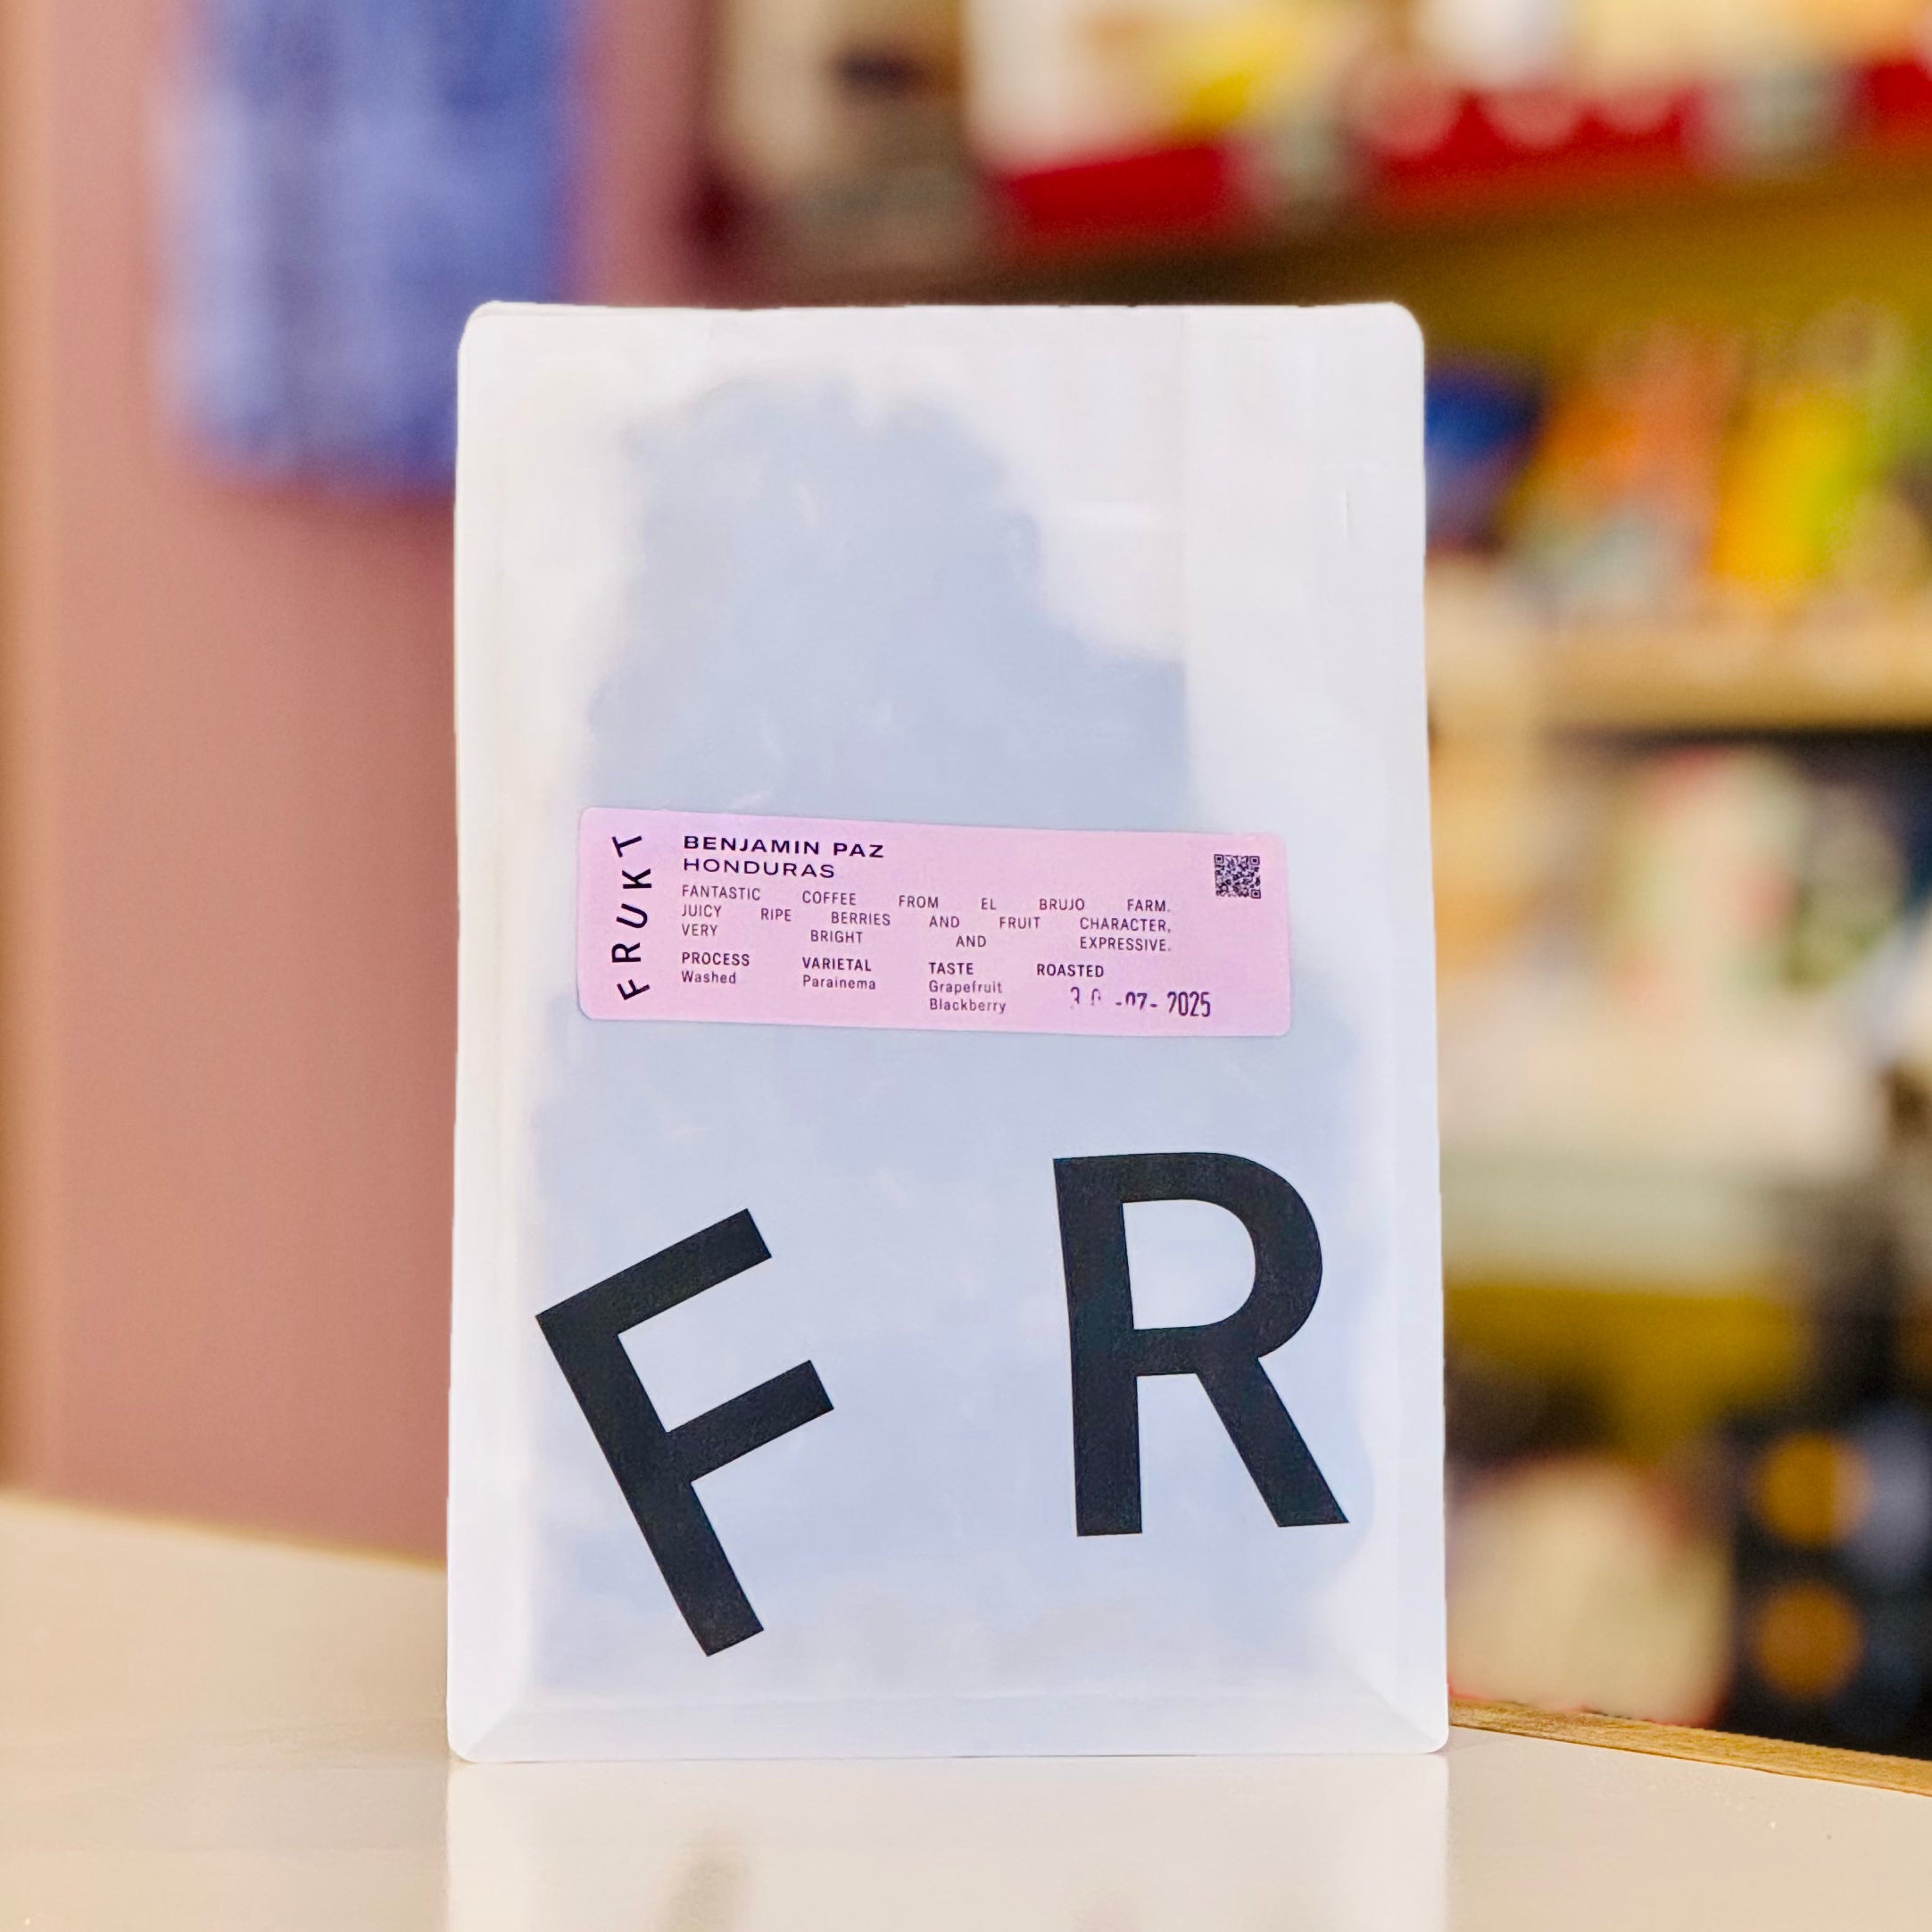 FRUKT
BENJAMIN PAZ
HONDURAS
FANTASTIC COFFEE FROM EL BRUJO FARM.
JUICY RIPE BERRIES AND FRUIT CHARACTER,
VERY BRIGHT AND EXPRESSIVE.
PROCESS VARIETAL TASTE ROASTED
Washed Parainema Grapefruit
Blackberry
-07- 2025
F R